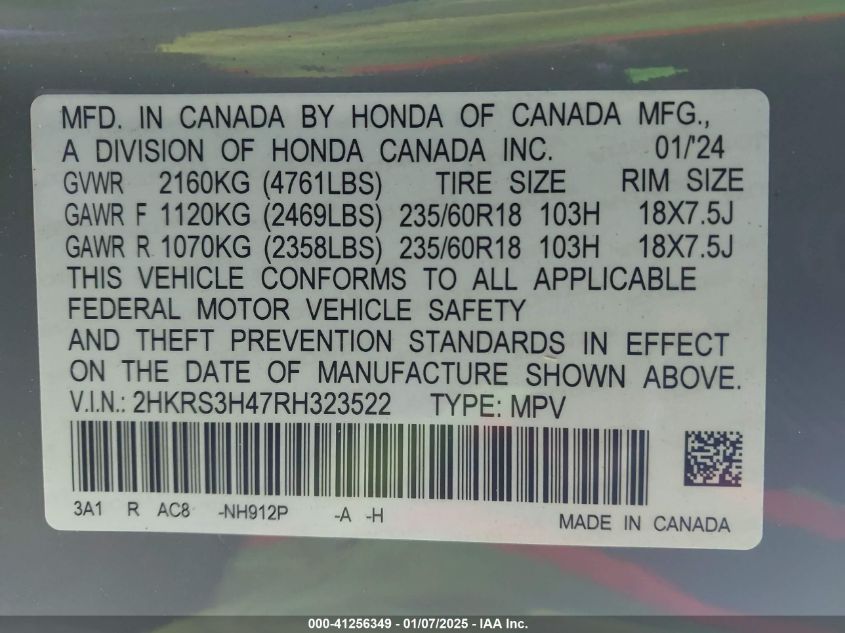 MFD. IN CANADA BY HONDA OF CANADA MFG.,
A DIVISION OF HONDA CANADA INC. 01/'24
GVWR 2160KG (4761LBS) TIRE SIZE RIM SIZE
GAWR F 1120KG (2469LBS) 235/60R18 103H 18X7.5J
GAWR R 1070KG (2358LBS) 235/60R18 103H 18X7.5J
THIS VEHICLE CONFORMS TO ALL APPLICABLE
FEDERAL MOTOR VEHICLE SAFETY
AND THEFT PREVENTION STANDARDS IN EFFECT
ON THE DATE OF MANUFACTURE SHOWN ABOVE.
V.I.N.: 2HKRS3H47RH323522 TYPE: MPV
3A1 R AC8 -NH912P -A -H
MADE IN CANADA
000-41256349 - 01/07/2025 - IAA Inc.